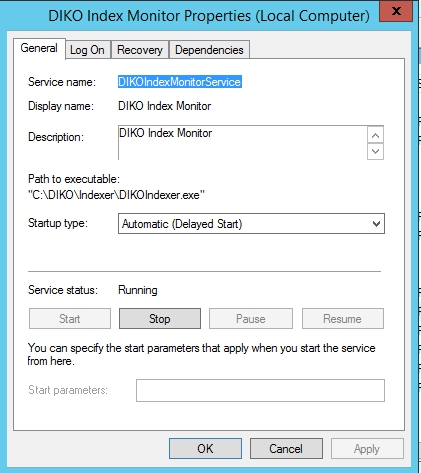 DIKO Index Monitor Properties (Local Computer)
x
General Log On Recovery Dependencies
Service name: DIKOIndexMonitorService
Display name: DIKO Index Monitor
Description: DIKO Index Monitor
Path to executable:
"C:\DIKO\Indexer\DIKOIndexer.exe"
Startup type: Automatic (Delayed Start)
Service status: Running
Start Stop Pause Resume
You can specify the start parameters that apply when you start the service
from here.
Start parameters:
OK Cancel Apply